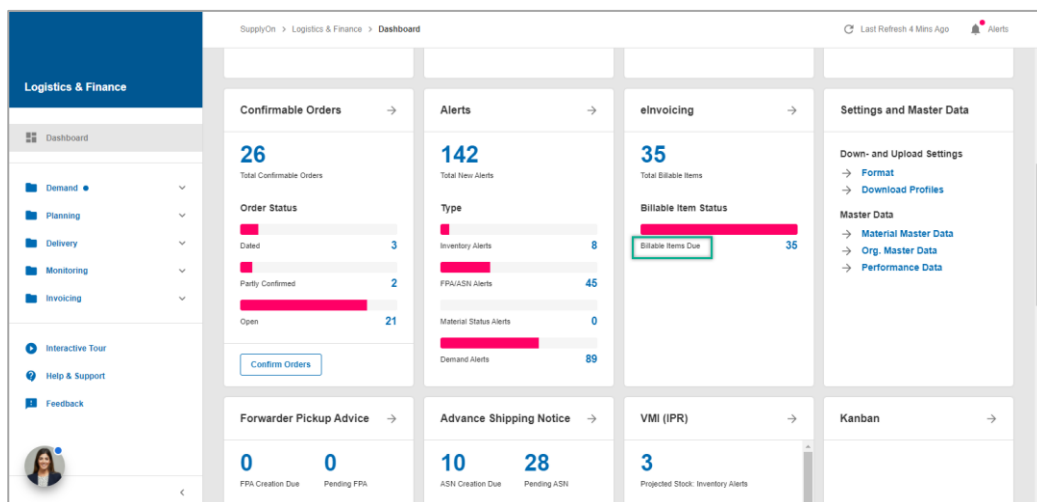 SupplyOn > Logistics & Finance > Dashboard
Last Refresh 4 Mins Ago
Alerts
Logistics & Finance
Dashboard
Demand
Planning
Delivery
Monitoring
Invoicing
Interactive Tour
Help & Support
Feedback
Confirmable Orders
26
Total Confirmable Orders
Order Status
Dated 3
Partly Confirmed 2
Open 21
Confirm Orders
Alerts
142
Total New Alerts
Type
Inventory Alerts 8
FPA/ASN Alerts 45
Material Status Alerts 0
Demand Alerts 89
eInvoicing
35
Total Billable Items
Billable Item Status
Billable Items Due 35
Settings and Master Data
Down- and Upload Settings
Format
Download Profiles
Master Data
Material Master Data
Org. Master Data
Performance Data
Forwarder Pickup Advice
0 0
FPA Creation Due Pending FPA
Advance Shipping Notice
10 28
ASN Creation Due Pending ASN
VMI (IPR)
3
Projected Stock: Inventory Alerts
Kanban